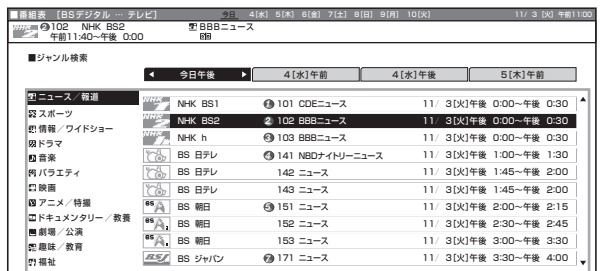 ■番組表 [BSデジタル … テレビ] 今日 4[水] 5[木] 6[金] 7[土] 8[日] 9[月] 10[火] 11/ 3 [火] 午前11:00
②102 NHK BS2 BBBニュース
午前11:40～午後 0:00
■ジャンル検索
◀ 今日午後 ▶ 4[水]午前 4[水]午後 5[木]午前
ニュース／報道
スポーツ
情報／ワイドショー
ドラマ
音楽
バラエティ
映画
アニメ／特撮
ドキュメンタリー／教養
劇場／公演
趣味／教育
福祉
NHK BS1 ①101 CDEニュース 11/ 3[火]午後 0:00～午後 0:30
NHK BS2 ②102 BBBニュース 11/ 3[火]午後 0:00～午後 0:30
NHK h ③103 BBBニュース 11/ 3[火]午後 0:00～午後 0:30
BS 日テレ ④141 NBDナイトリーニュース 11/ 3[火]午後 1:00～午後 1:30
BS 日テレ 142 ニュース 11/ 3[火]午後 1:45～午後 2:00
BS 日テレ 143 ニュース 11/ 3[火]午後 1:45～午後 2:00
BS 朝日 ⑤151 ニュース 11/ 3[火]午後 2:00～午後 2:15
BS 朝日 152 ニュース 11/ 3[火]午後 2:30～午後 2:45
BS 朝日 153 ニュース 11/ 3[火]午後 3:00～午後 3:30
BS ジャパン ⑦171 ニュース 11/ 3[火]午後 3:30～午後 4:00